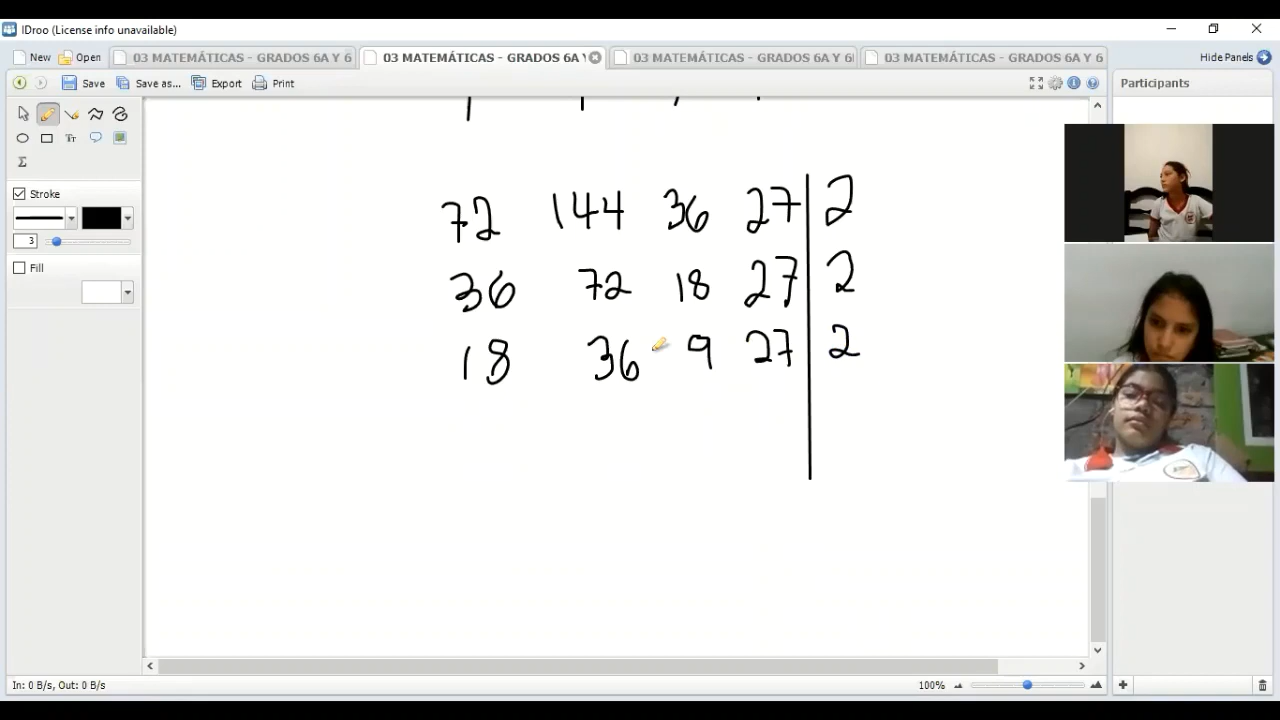 IDroo (License info unavailable)
New Open 03 MATEMÁTICAS - GRADOS 6A Y 6 03 MATEMÁTICAS - GRADOS 6A Y 03 MATEMÁTICAS - GRADOS 6A Y 6 03 MATEMÁTICAS - GRADOS 6A Y 6 Hide Panels
Save Save as... Export Print Participants
Tт
Σ
Stroke
3
Fill
72 144 36 27 2
36 72 18 27 2
18 36 9 27 2
In: 0 B/s, Out: 0 B/s 100%